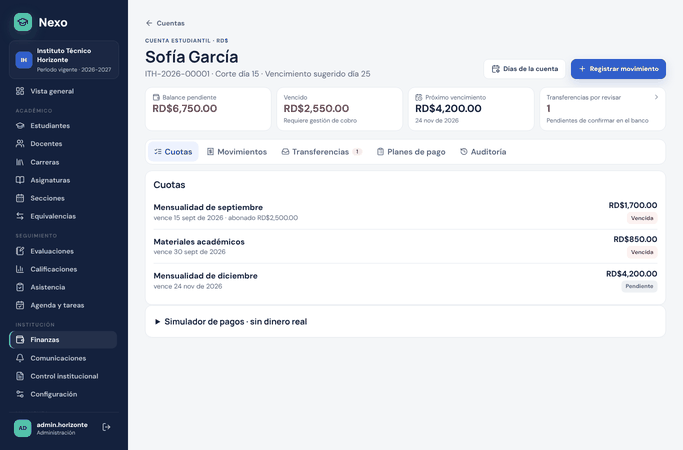 Nexo
IH
Instituto Técnico
Horizonte
Período vigente · 2026-2027
Vista general
ACADÉMICO
Estudiantes
Docentes
Carreras
Asignaturas
Secciones
Equivalencias
SEGUIMIENTO
Evaluaciones
Calificaciones
Asistencia
Agenda y tareas
INSTITUCIÓN
Finanzas
Comunicaciones
Control institucional
Configuración
AD
admin.horizonte
Administración
← Cuentas
CUENTA ESTUDIANTIL · RD$
Sofía García
ITH-2026-00001 · Corte día 15 · Vencimiento sugerido día 25
Días de la cuenta
+ Registrar movimiento
Balance pendiente
RD$6,750.00
Vencido
RD$2,550.00
Requiere gestión de cobro
Próximo vencimiento
RD$4,200.00
24 nov de 2026
Transferencias por revisar
1
Pendientes de confirmar en el banco
Cuotas
Movimientos
Transferencias 1
Planes de pago
Auditoría
Cuotas
Mensualidad de septiembre
vence 15 sept de 2026 · abonado RD$2,500.00
RD$1,700.00
Vencida
Materiales académicos
vence 30 sept de 2026
RD$850.00
Vencida
Mensualidad de diciembre
vence 24 nov de 2026
RD$4,200.00
Pendiente
Simulador de pagos · sin dinero real